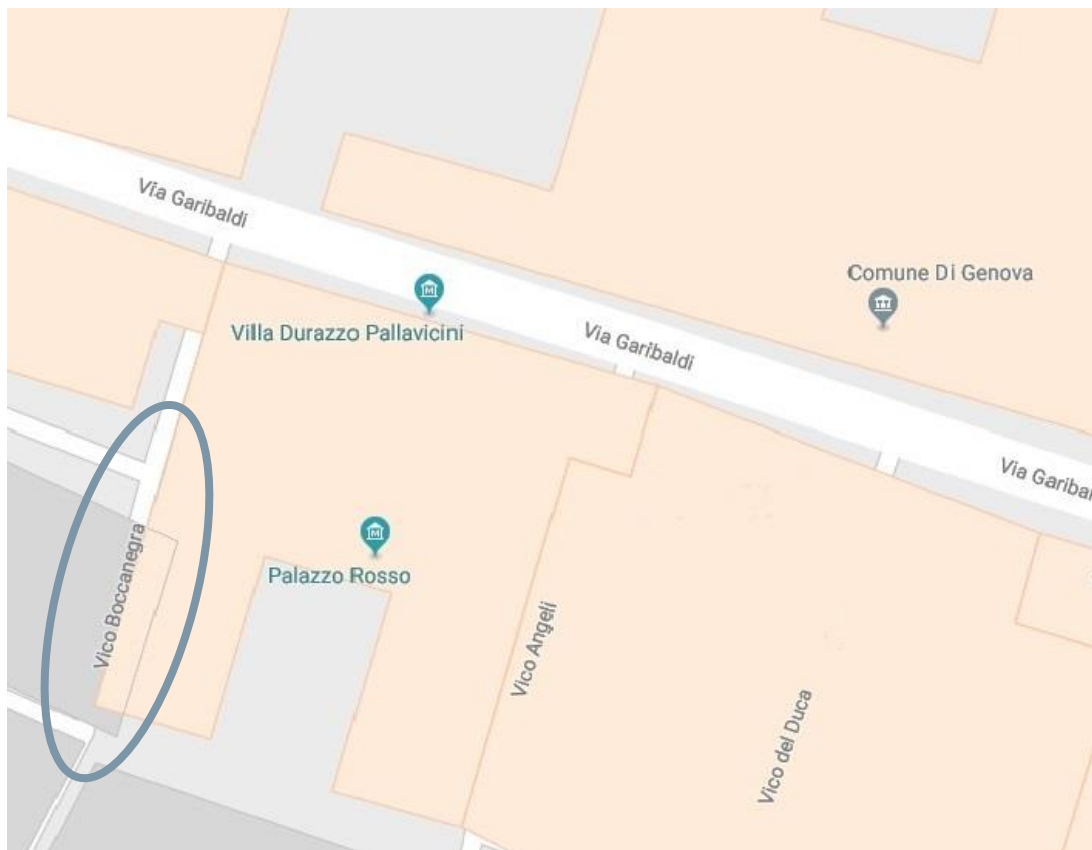 Via Garibaldi
Comune Di Genova
Villa Durazzo Pallavicini
Via Garibaldi
Via Garibal
Palazzo Rosso
Vico Boccanegra
Vico Angeli
Vico del Duca